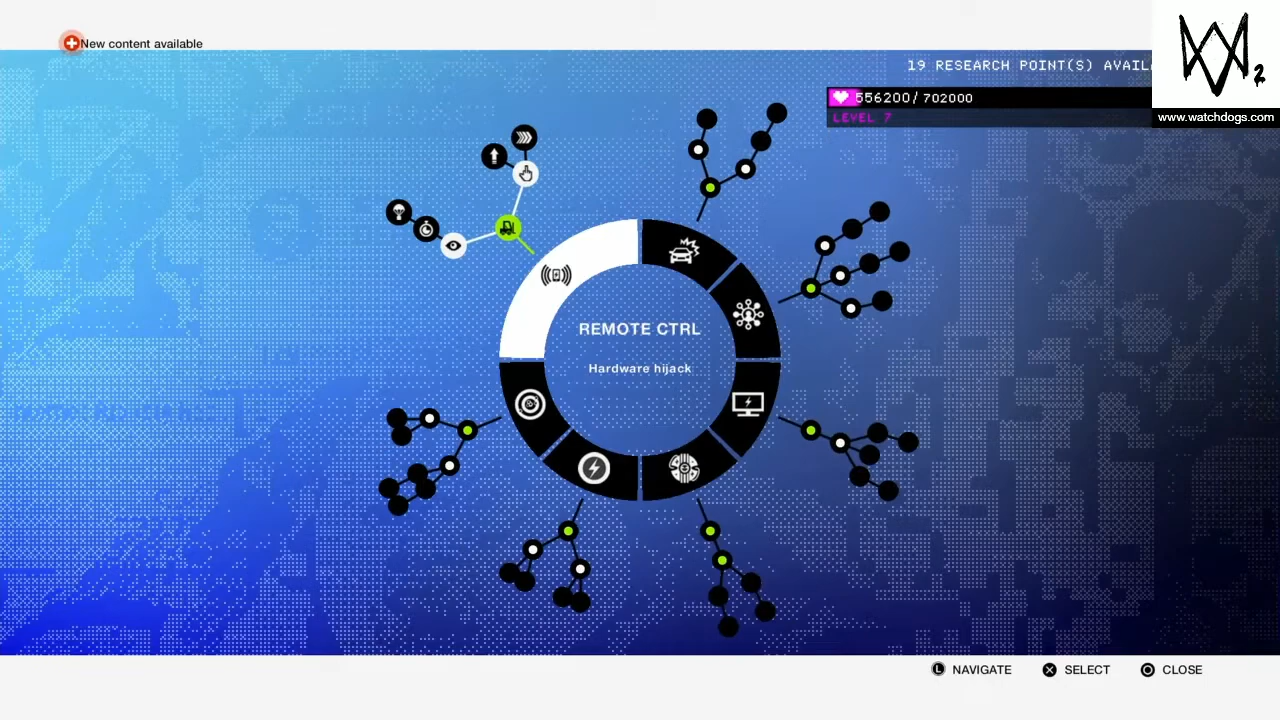 New content available
19 RESEARCH POINT(S) AVAIL
556200/702000
LEVEL 7
2
www.watchdogs.com
REMOTE CTRL
Hardware hijack
L NAVIGATE
SELECT
CLOSE